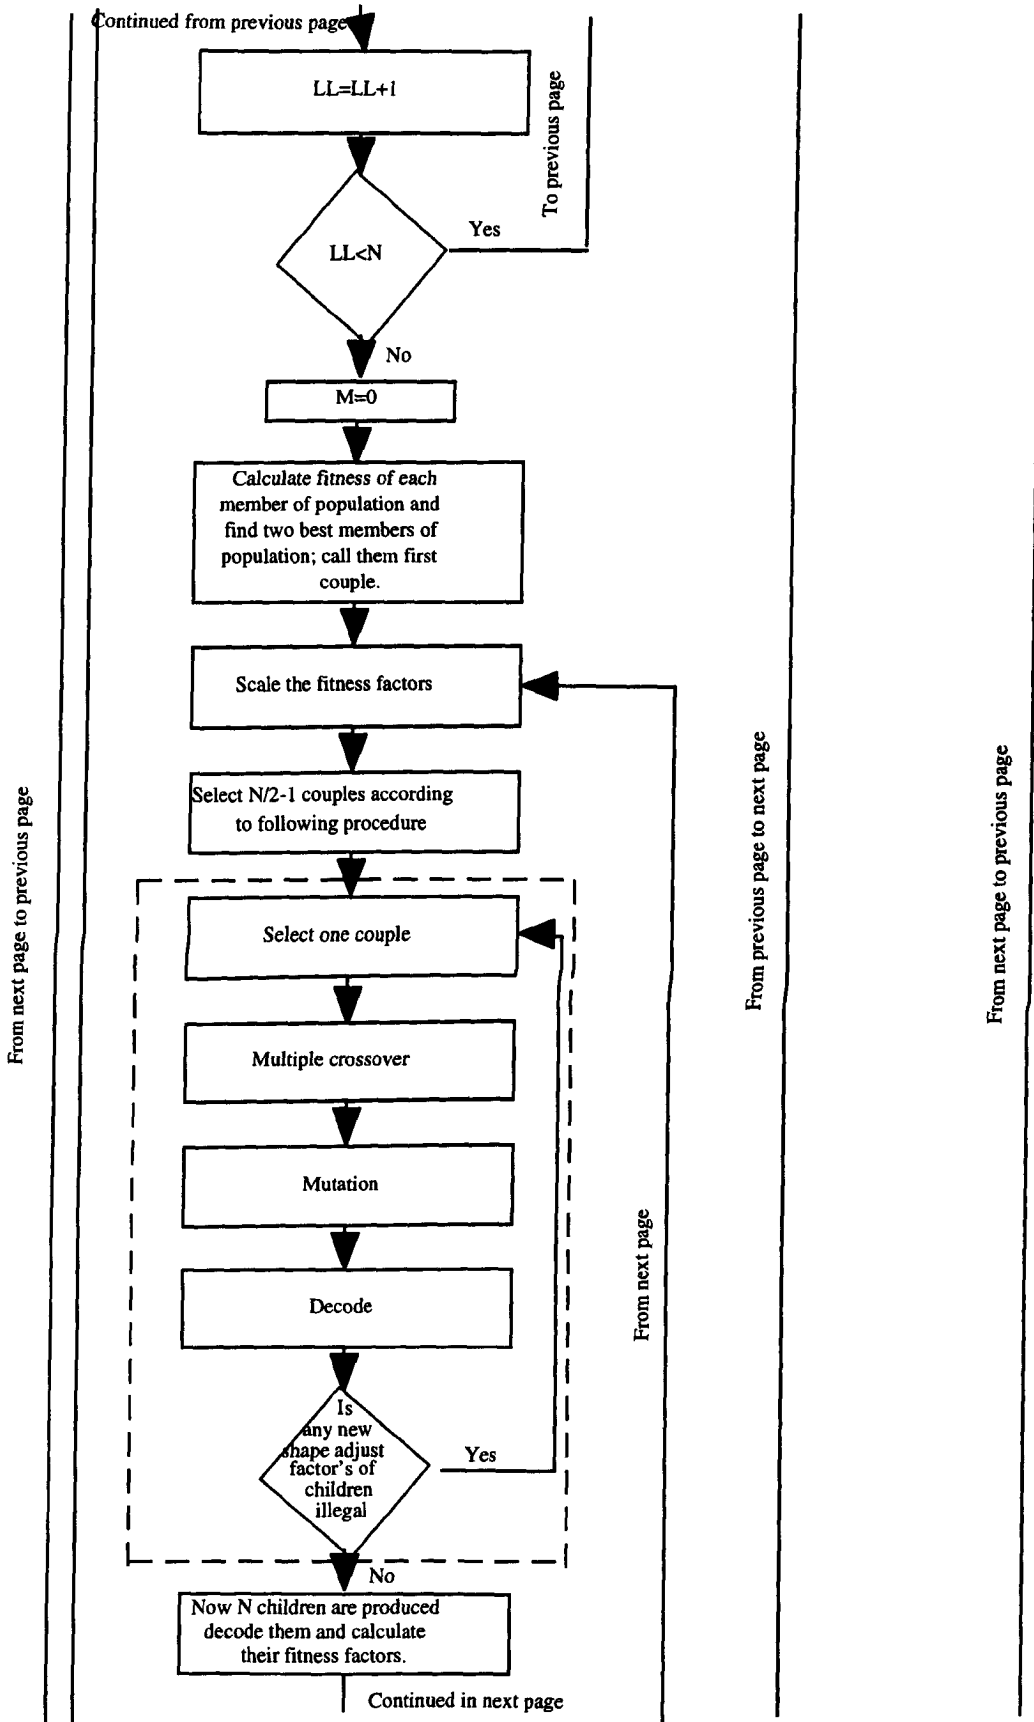 Continued from previous page
LL=LL+1
To previous page
LL<N
Yes
No
M=0
Calculate fitness of each
member of population and
find two best members of
population; call them first
couple.
Scale the fitness factors
Select N/2-1 couples according
to following procedure
Select one couple
Multiple crossover
Mutation
Decode
Is
any new
shape adjust
factor's of
children
illegal
Yes
No
Now N children are produced
decode them and calculate
their fitness factors.
Continued in next page
From next page to previous page
From next page
From previous page to next page
From next page to previous page